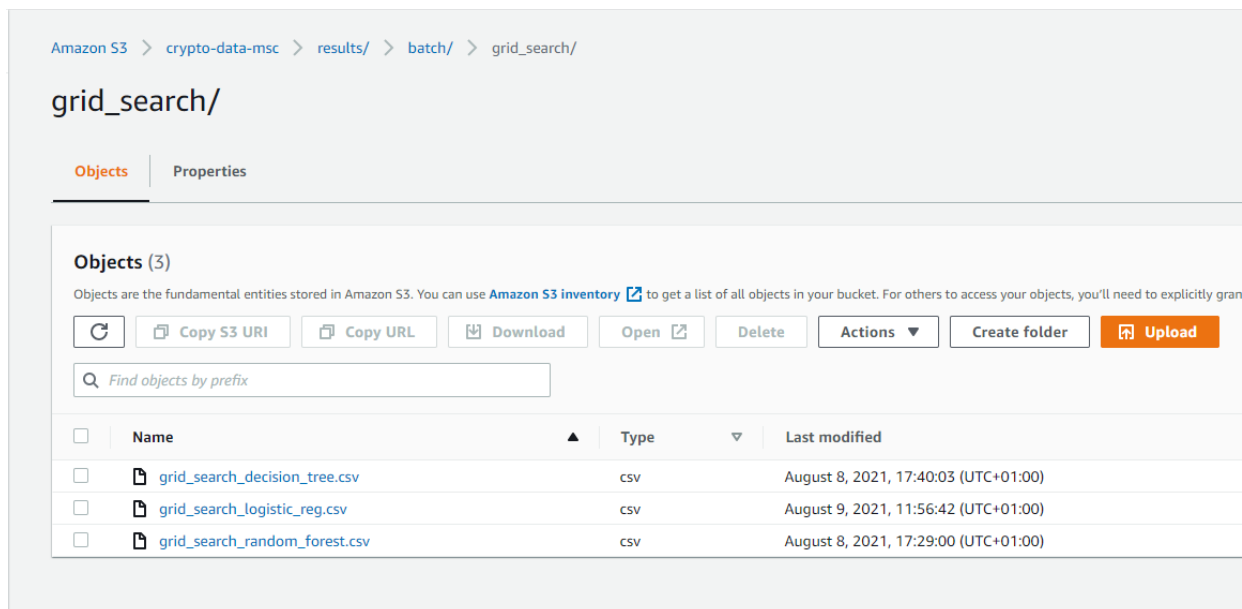 Amazon S3 > crypto-data-msc > results/ > batch/ > grid_search/
grid_search/
Objects Properties
Objects (3)
Objects are the fundamental entities stored in Amazon S3. You can use Amazon S3 inventory to get a list of all objects in your bucket. For others to access your objects, you'll need to explicitly gran
Copy S3 URI Copy URL Download Open Delete Actions Create folder Upload
Find objects by prefix
Name Type Last modified
grid_search_decision_tree.csv csv August 8, 2021, 17:40:03 (UTC+01:00)
grid_search_logistic_reg.csv csv August 9, 2021, 11:56:42 (UTC+01:00)
grid_search_random_forest.csv csv August 8, 2021, 17:29:00 (UTC+01:00)